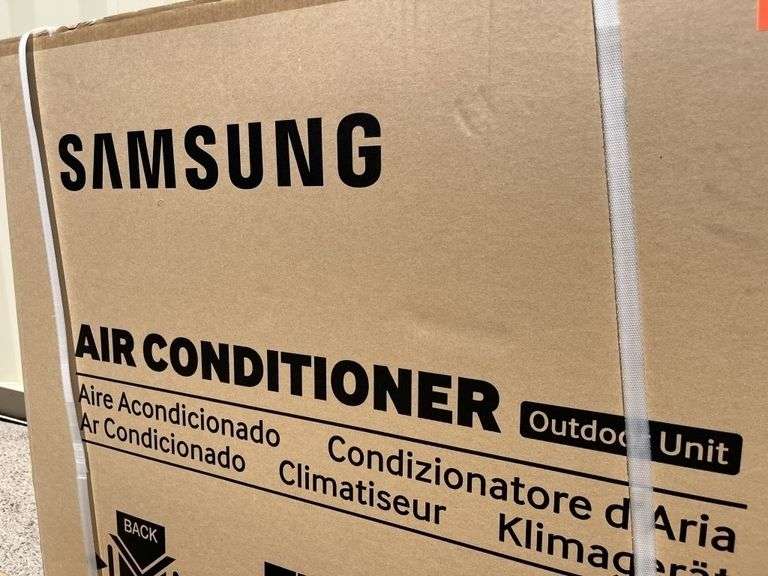 SAMSUNG
AIR CONDITIONER Outdoor Unit
Aire Acondicionado Condizionatore d'Aria
Ar Condicionado Climatiseur Klimagerät
BACK